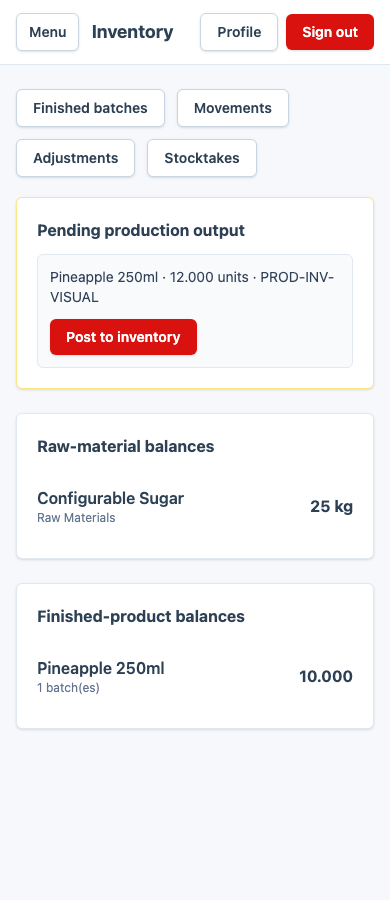 Menu
Inventory
Profile
Sign out
Finished batches
Movements
Adjustments
Stocktakes
Pending production output
Pineapple 250ml · 12.000 units · PROD-INV-
VISUAL
Post to inventory
Raw-material balances
Configurable Sugar
Raw Materials
25 kg
Finished-product balances
Pineapple 250ml
1 batch(es)
10.000